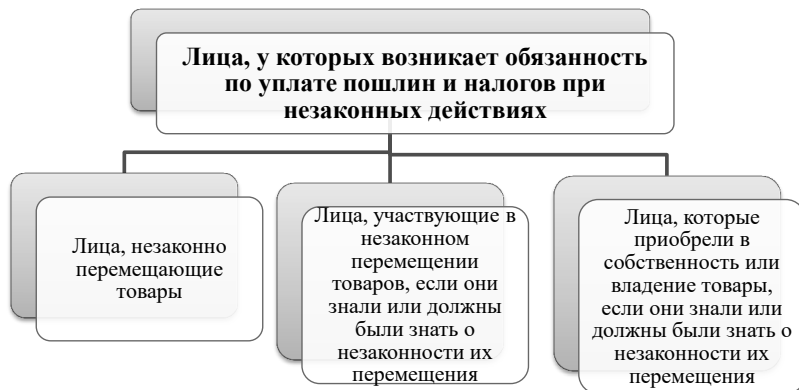 Лица, у которых возникает обязанность
по уплате пошлин и налогов при
незаконных действиях
Лица, незаконно
перемещающие
товары
Лица, участвующие в
незаконном
перемещении
товаров, если они
знали или должны
были знать о
незаконности их
перемещения
Лица, которые
приобрели в
собственность или
владение товары,
если они знали или
должны были знать о
незаконности их
перемещения